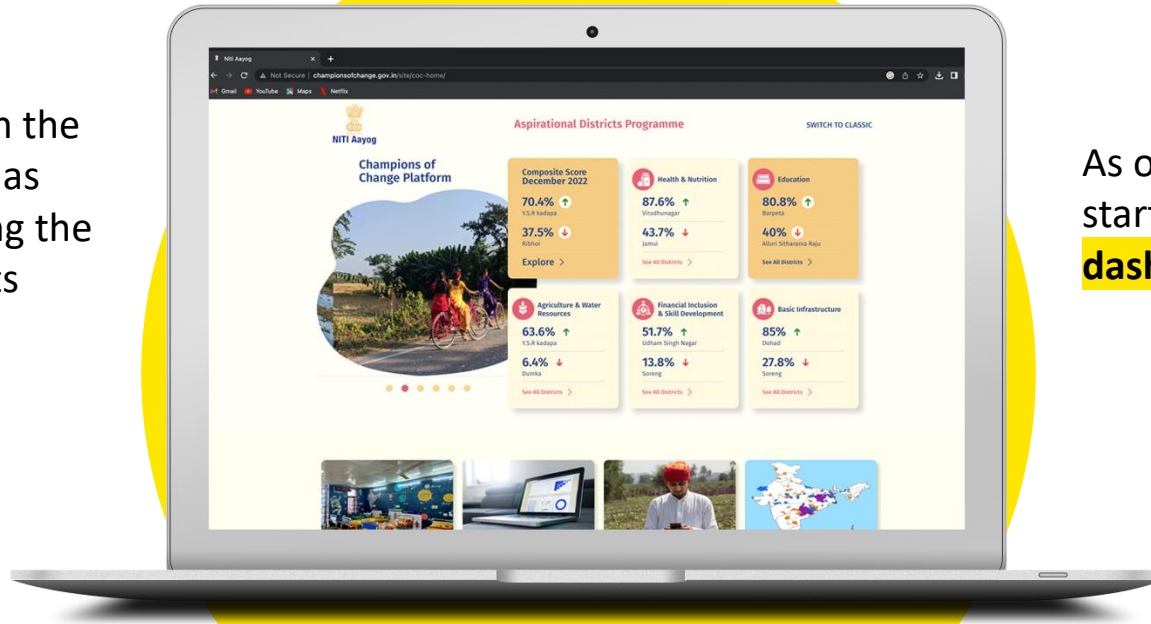 n the
as
ng the
ts
Niti Aayog
Not Secure | championsofchange.gov.in/site/coc-home/
Gmail YouTube Maps Netflix
NITI Aayog
Aspirational Districts Programme
SWITCH TO CLASSIC
Champions of
Change Platform
Composite Score
December 2022
70.4%
Y.S.R kadapa
37.5%
Ribhoi
Explore >
Health & Nutrition
87.6%
Virudhunagar
43.7%
Jamui
See All Districts >
Education
80.8%
Barpeta
40%
Alluri Sitharama Raju
See All Districts >
Agriculture & Water
Resources
63.6%
Y.S.R kadapa
6.4%
Dumka
See All Districts >
Financial Inclusion
& Skill Development
51.7%
Udham Singh Nagar
13.8%
Soreng
See All Districts >
Basic Infrastructure
85%
Dohad
27.8%
Soreng
See All Districts >
As o
start
dash